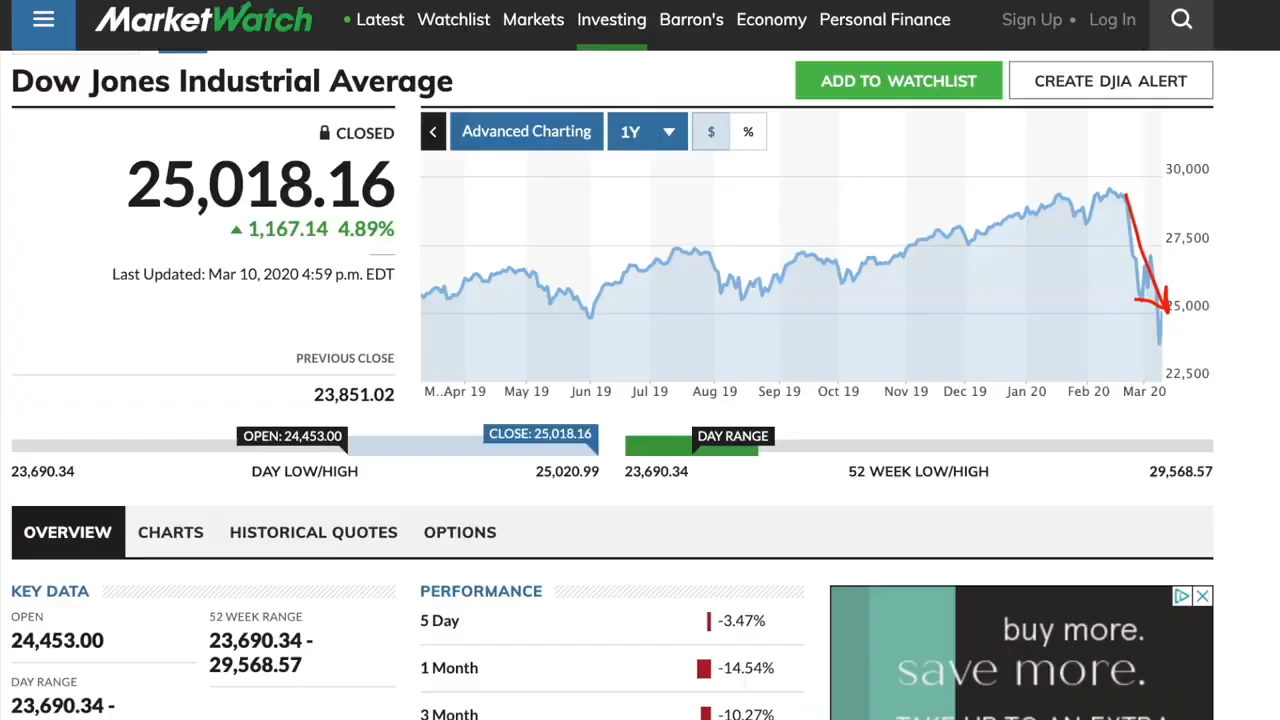 MarketWatch
Latest Watchlist Markets Investing Barron's Economy Personal Finance Sign Up • Log In
Dow Jones Industrial Average
ADD TO WATCHLIST CREATE DJIA ALERT
CLOSED
Advanced Charting 1Y $ %
25,018.16
1,167.14 4.89%
Last Updated: Mar 10, 2020 4:59 p.m. EDT
PREVIOUS CLOSE
23,851.02
30,000
27,500
25,000
22,500
M..Apr 19 May 19 Jun 19 Jul 19 Aug 19 Sep 19 Oct 19 Nov 19 Dec 19 Jan 20 Feb 20 Mar 20
OPEN: 24,453.00 CLOSE: 25,018.16 DAY RANGE
23,690.34 DAY LOW/HIGH 25,020.99 23,690.34 52 WEEK LOW/HIGH 29,568.57
OVERVIEW CHARTS HISTORICAL QUOTES OPTIONS
KEY DATA
OPEN
24,453.00
52 WEEK RANGE
23,690.34 -
29,568.57
DAY RANGE
23,690.34 -
PERFORMANCE
5 Day -3.47%
1 Month -14.54%
3 Month -10.27%
buy more.
save more.
TAKE UP TO AN EXTRA